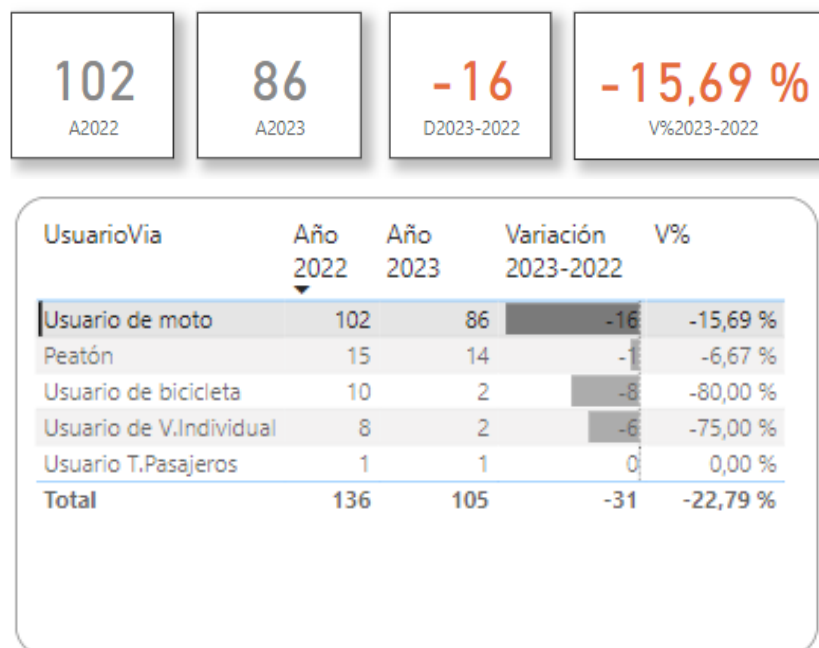 102 86 -16 -15,69 %
A2022 A2023 D2023-2022 V%2023-2022
UsuarioVia Año Año Variación V%
2022 2023 2023-2022
Usuario de moto 102 86 -16 -15,69 %
Peatón 15 14 -1 -6,67 %
Usuario de bicicleta 10 2 -8 -80,00 %
Usuario de V.Individual 8 2 -6 -75,00 %
Usuario T.Pasajeros 1 1 0 0,00 %
Total 136 105 -31 -22,79 %